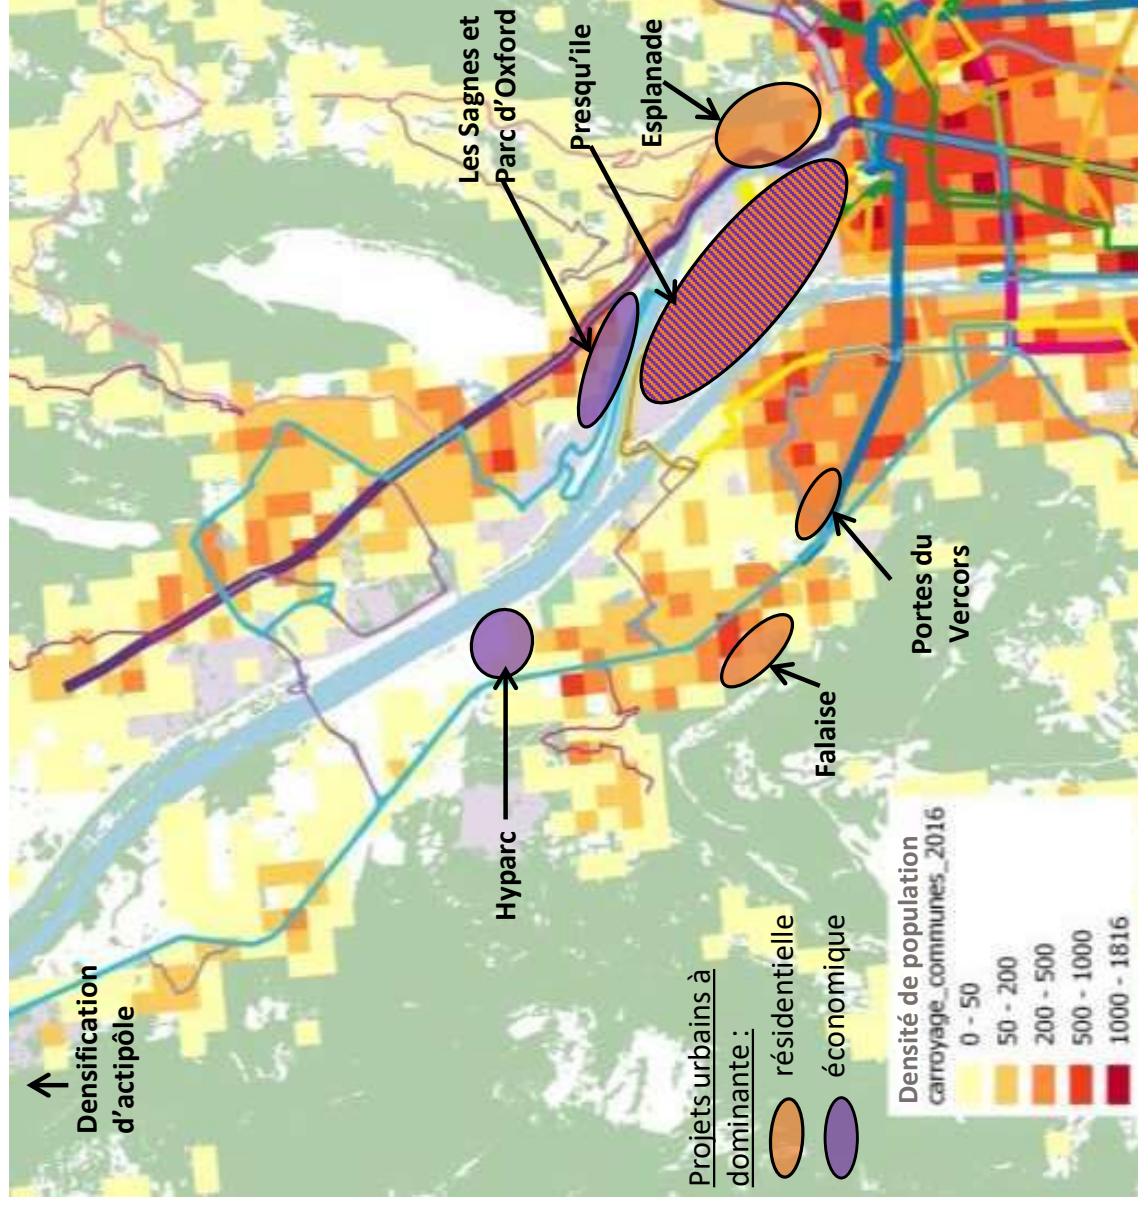 Les Sagnes et
Parc d’Oxford
Presqu’ile
Esplanade
Portes du
Vercors
Falaise
Hyparc
Densification
d’actipôle
Projets urbains à
dominante :
résidentielle
économique
Densité de population
carroyage_communes_2016
0 - 50
50 - 200
200 - 500
500 - 1000
1000 - 1816